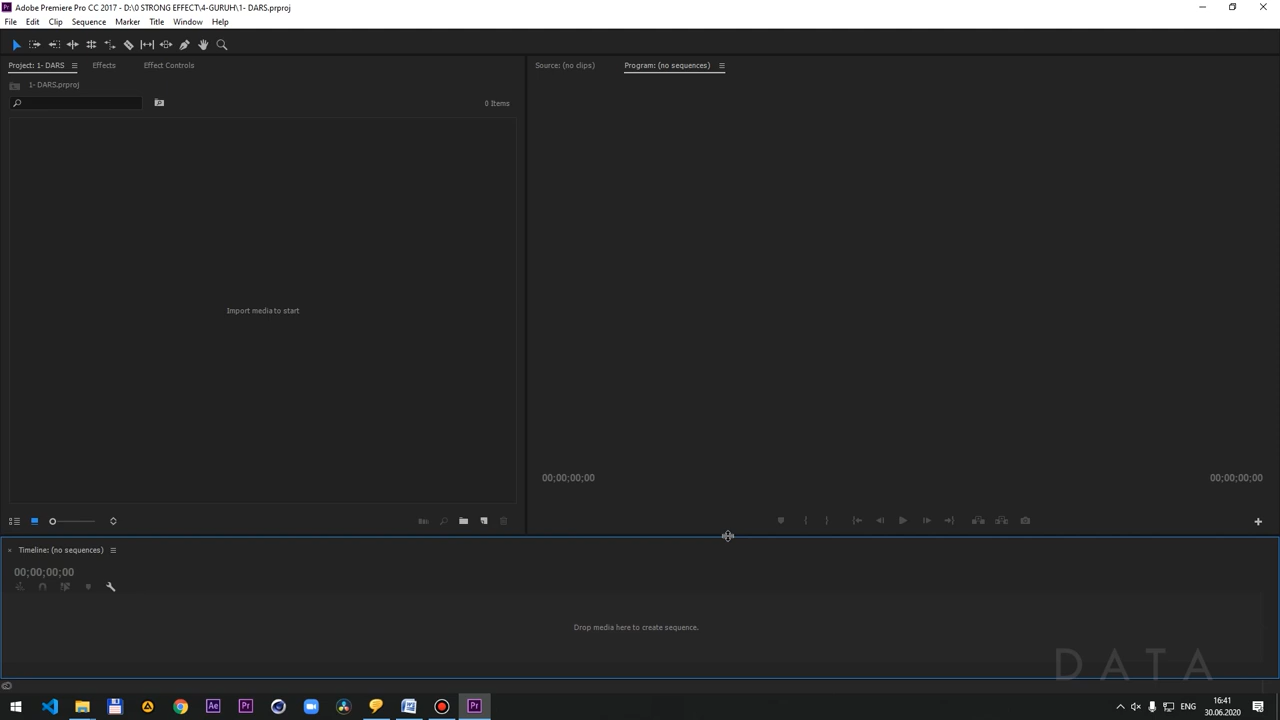 Adobe Premiere Pro CC 2017 - D:\0 STRONG EFFECT\4-GURUH\1- DARS.prproj
File Edit Clip Sequence Marker Title Window Help
Project: 1- DARS Effects Effect Controls Source: (no clips) Program: (no sequences)
1- DARS.prproj
0 Items
Import media to start
00;00;00;00 00;00;00;00
Timeline: (no sequences)
00;00;00;00
Drop media here to create sequence.
DATA
16:41
ENG
30.06.2020